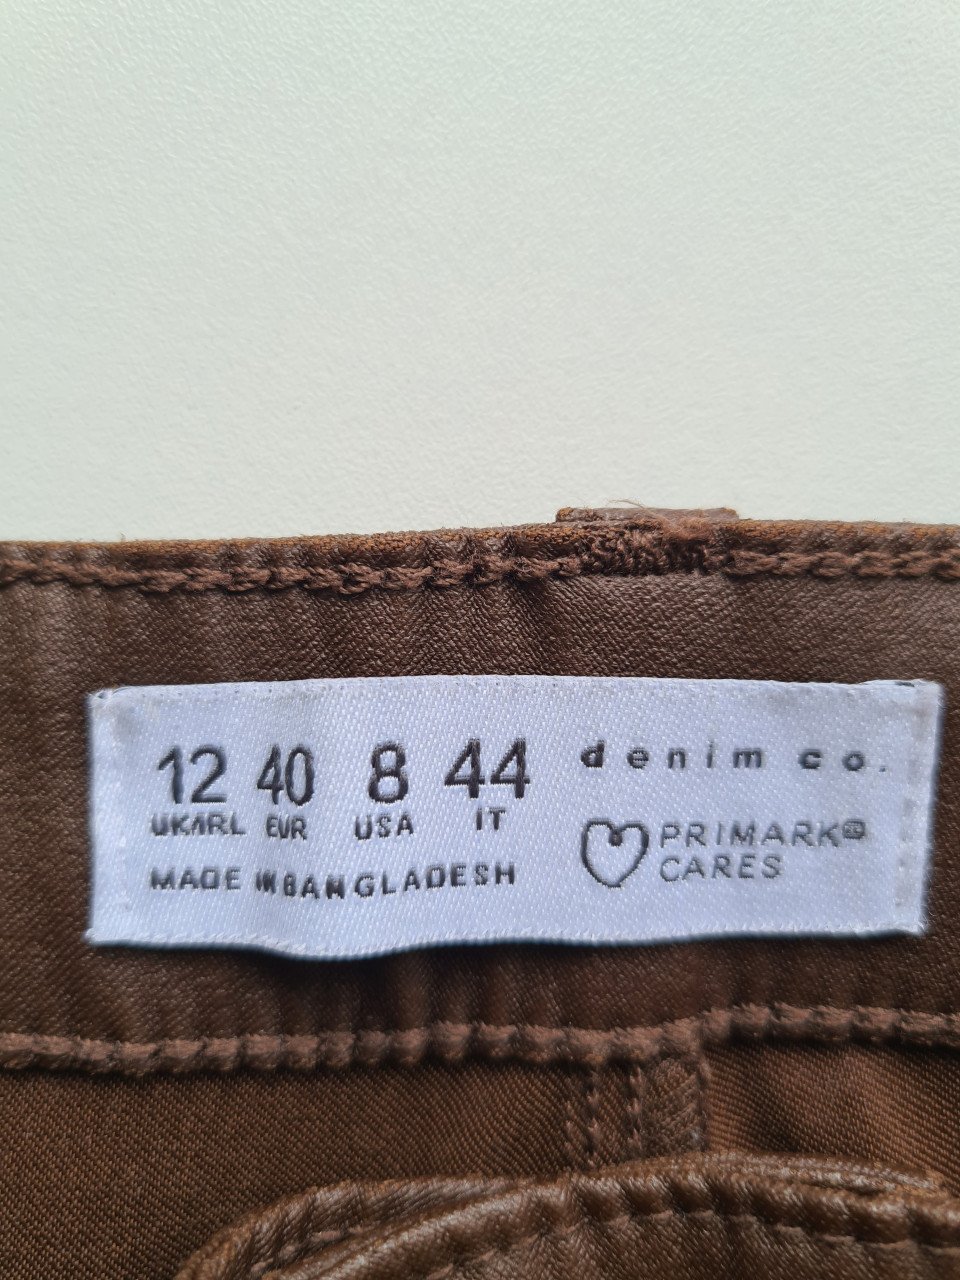 12 40 8 44
UK/IRL EUR USA IT
MADE IN BANGLADESH
denim co.
PRIMARK®
CARES